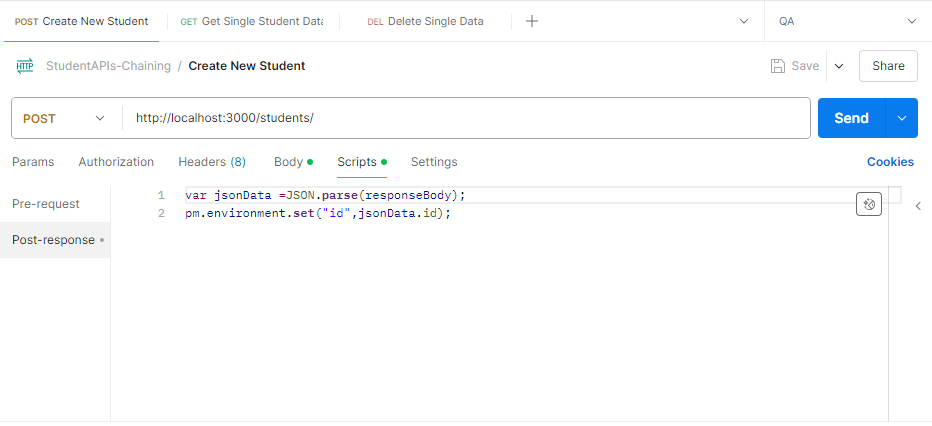 POST Create New Student GET Get Single Student Data DEL Delete Single Data QA
HTTP StudentAPIs-Chaining / Create New Student Save Share
POST http://localhost:3000/students/ Send
Params Authorization Headers (8) Body Scripts Settings Cookies
Pre-request
Post-response
1 var jsonData =JSON.parse(responseBody);
2 pm.environment.set("id",jsonData.id);